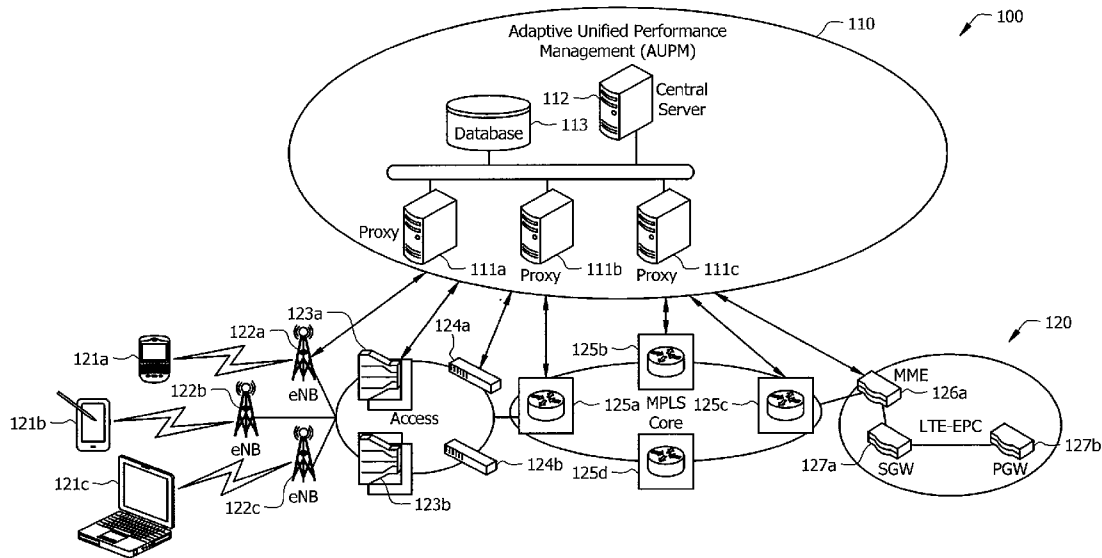 100
110
Adaptive Unified Performance
Management (AUPM)
112
Central
Server
Database
113
Proxy
111a
111b
111c
Proxy
Proxy
123a
122a
124a
120
121a
eNB
125b
MME
126a
122b
121b
eNB
Access
125a
MPLS
Core
125c
LTE-EPC
127a
SGW
PGW
127b
121c
122c
eNB
123b
124b
125d